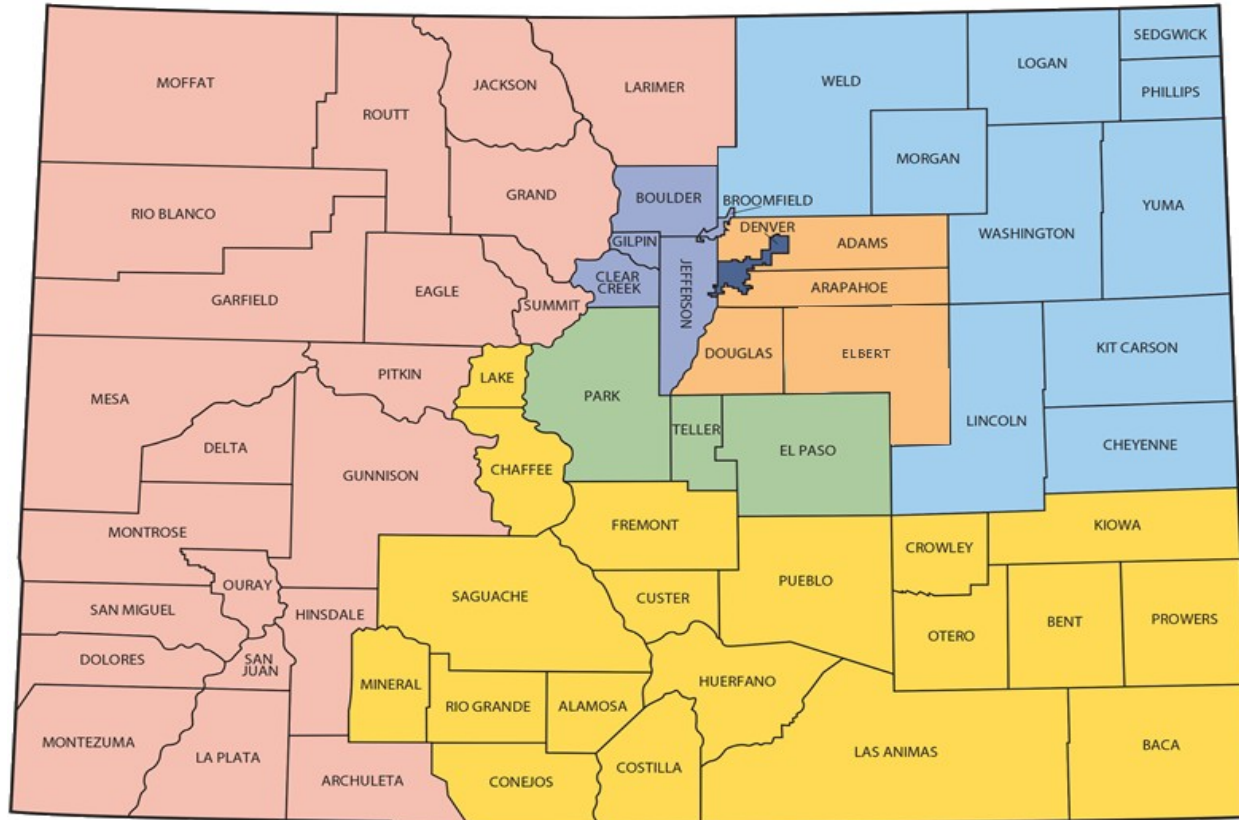 SEDGWICK
LOGAN
JACKSON
WELD
MOFFAT
LARIMER
PHILLIPS
ROUTT
MORGAN
GRAND
BOULDER
BROOMFIELD
YUMA
RIO BLANCO
DENVER
WASHINGTON
GILPIN
ADAMS
CLEAR
CREEK
JEFFERSON
ARAPAHOE
EAGLE
GARFIELD
SUMMIT
KIT CARSON
DOUGLAS
ELBERT
PITKIN
LAKE
MESA
PARK
LINCOLN
TELLER
CHEYENNE
DELTA
EL PASO
CHAFFEE
GUNNISON
FREMONT
KIOWA
MONTROSE
CROWLEY
PUEBLO
OURAY
SAGUACHE
CUSTER
SAN MIGUEL
HINSDALE
BENT
PROWERS
OTERO
DOLORES
SAN
JUAN
MINERAL
HUERFANO
RIO GRANDE
ALAMOSA
MONTEZUMA
LA PLATA
LAS ANIMAS
BACA
COSTILLA
ARCHULETA
CONEJOS